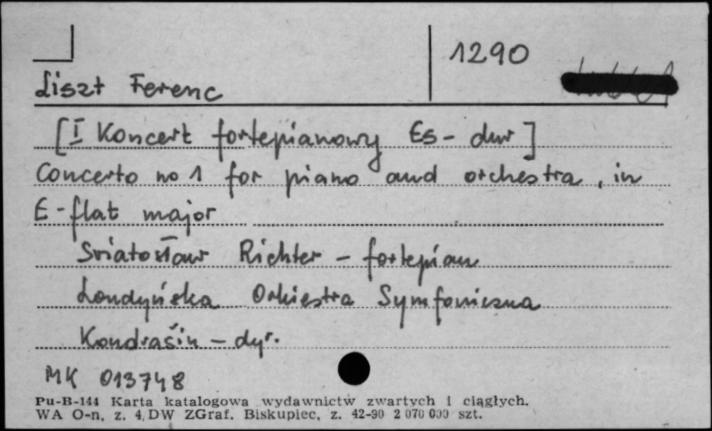 1290
Liszt Ferenc
[I Koncert fortepianowy Es-dur]
Concerto no 1 for piano and orchestra, in
E-flat major
Sviatosław Richter - fortepian
Londyńska Orkiestra Symfoniczna
Kondrašin - dyr.
MK 013748
Pu-B-144 Karta katalogowa wydawnictw zwartych i ciągłych.
WA O-n, z. 4, DW ZGraf. Biskupiec, z. 42-90 2 070 000 szt.